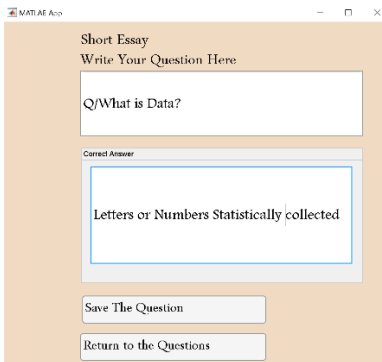 MATLAB App
Short Essay
Write Your Question Here
Q/What is Data?
Correct Answer
Letters or Numbers Statistically collected
Save The Question
Return to the Questions